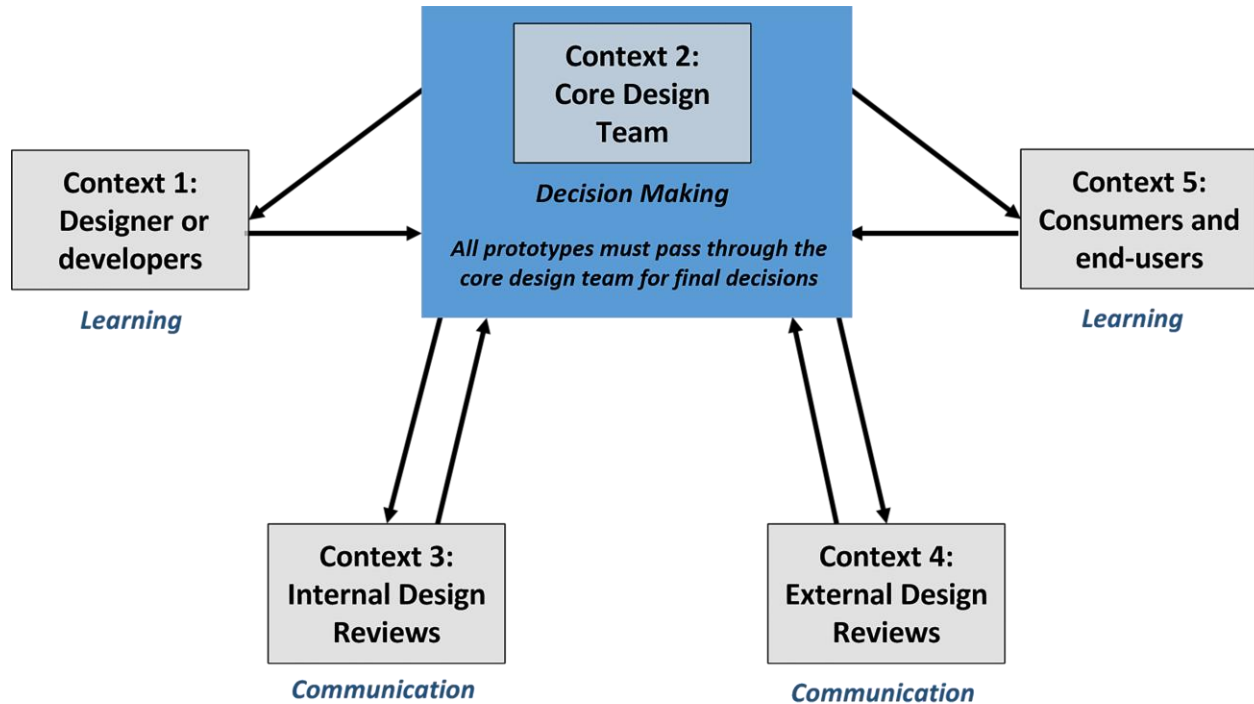 Context 2:
Core Design
Team
Decision Making
All prototypes must pass through the
core design team for final decisions
Context 1:
Designer or
developers
Learning
Context 5:
Consumers and
end-users
Learning
Context 3:
Internal Design
Reviews
Communication
Context 4:
External Design
Reviews
Communication